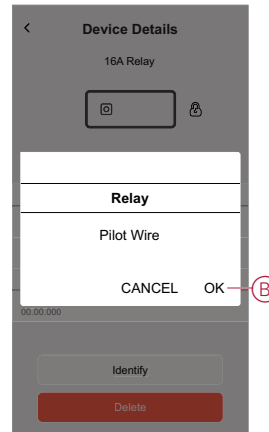 Device Details
16A Relay
Relay
Pilot Wire
CANCEL OK
B
00.00.000
Identify
Delete